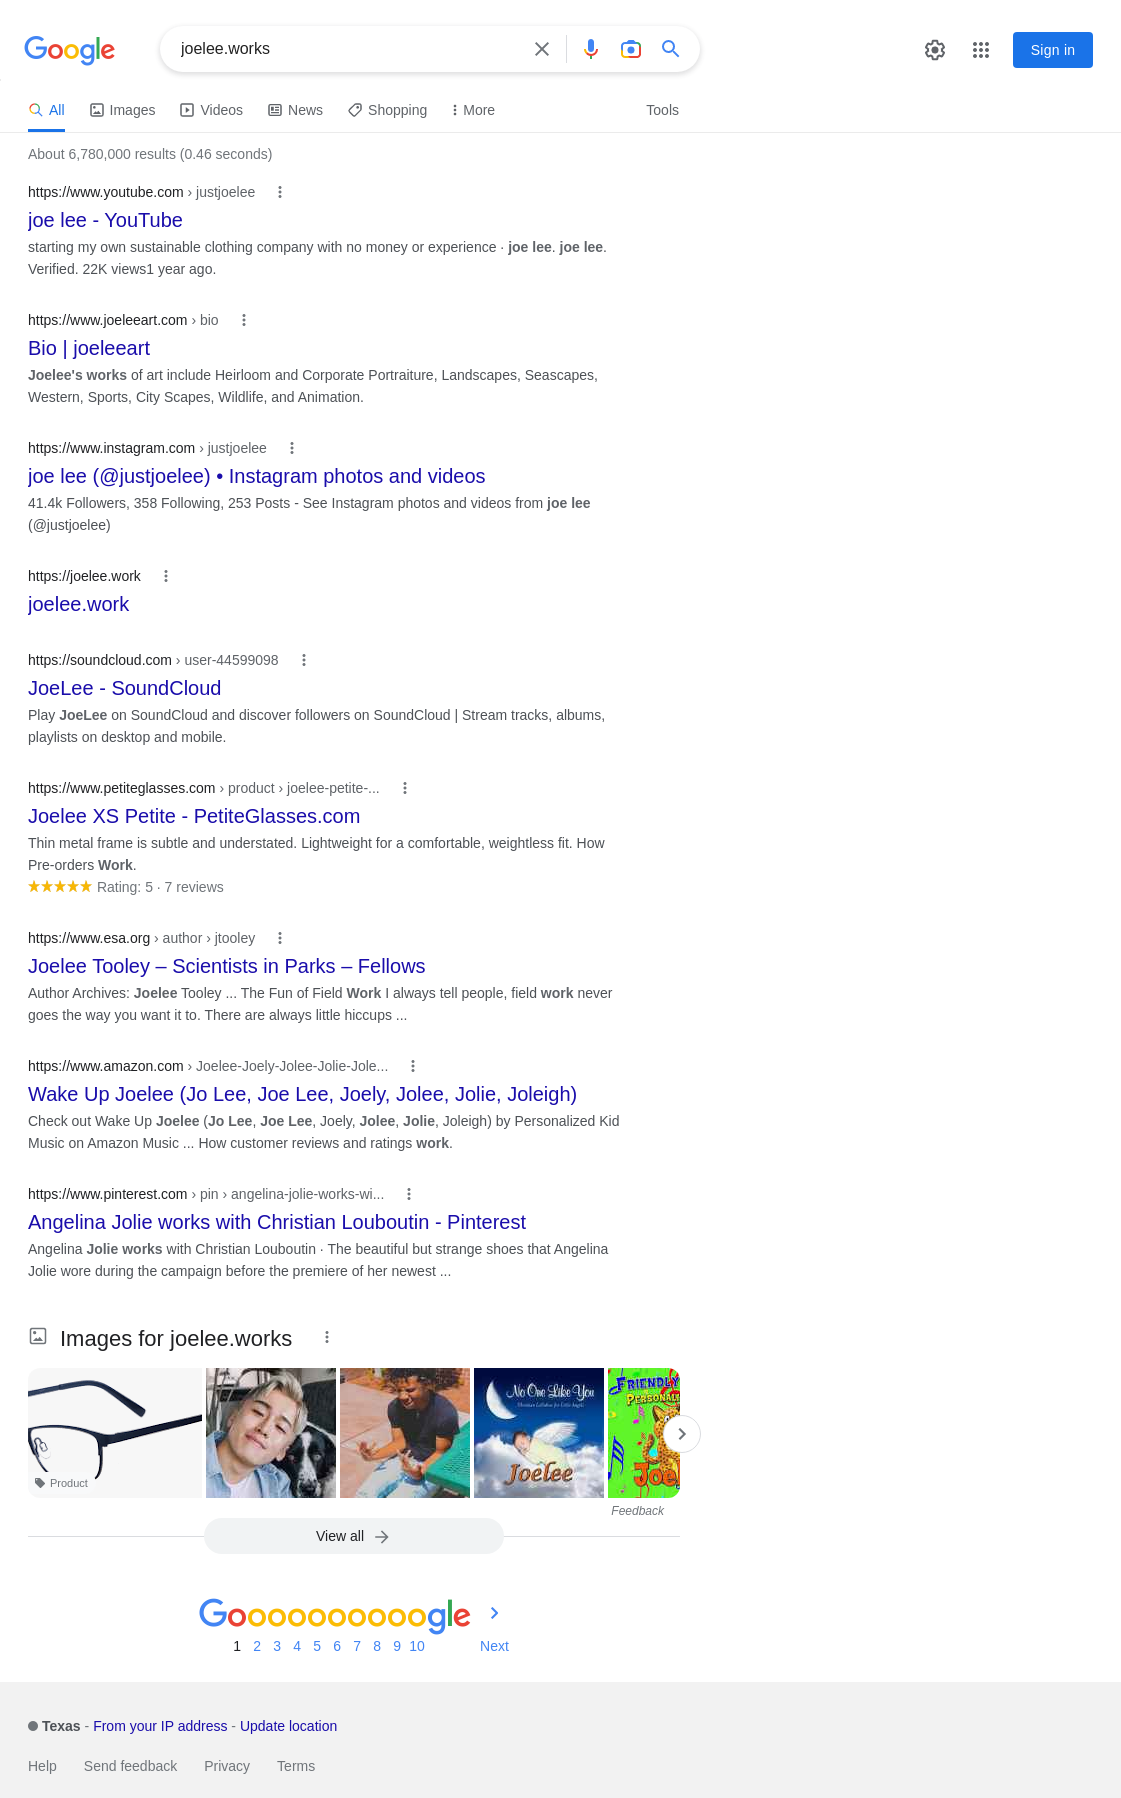 Google
joelee.works
Sign in
All Images Videos News Shopping More Tools
About 6,780,000 results (0.46 seconds)
https://www.youtube.com › justjoelee
joe lee - YouTube
starting my own sustainable clothing company with no money or experience · joe lee. joe lee.
Verified. 22K views1 year ago.
https://www.joeleeart.com › bio
Bio | joeleeart
Joelee's works of art include Heirloom and Corporate Portraiture, Landscapes, Seascapes,
Western, Sports, City Scapes, Wildlife, and Animation.
https://www.instagram.com › justjoelee
joe lee (@justjoelee) • Instagram photos and videos
41.4k Followers, 358 Following, 253 Posts - See Instagram photos and videos from joe lee
(@justjoelee)
https://joelee.work
joelee.work
https://soundcloud.com › user-44599098
JoeLee - SoundCloud
Play JoeLee on SoundCloud and discover followers on SoundCloud | Stream tracks, albums,
playlists on desktop and mobile.
https://www.petiteglasses.com › product › joelee-petite-...
Joelee XS Petite - PetiteGlasses.com
Thin metal frame is subtle and understated. Lightweight for a comfortable, weightless fit. How
Pre-orders Work.
Rating: 5 · 7 reviews
https://www.esa.org › author › jtooley
Joelee Tooley – Scientists in Parks – Fellows
Author Archives: Joelee Tooley ... The Fun of Field Work I always tell people, field work never
goes the way you want it to. There are always little hiccups ...
https://www.amazon.com › Joelee-Joely-Jolee-Jolie-Jole...
Wake Up Joelee (Jo Lee, Joe Lee, Joely, Jolee, Jolie, Joleigh)
Check out Wake Up Joelee (Jo Lee, Joe Lee, Joely, Jolee, Jolie, Joleigh) by Personalized Kid
Music on Amazon Music ... How customer reviews and ratings work.
https://www.pinterest.com › pin › angelina-jolie-works-wi...
Angelina Jolie works with Christian Louboutin - Pinterest
Angelina Jolie works with Christian Louboutin · The beautiful but strange shoes that Angelina
Jolie wore during the campaign before the premiere of her newest ...
Images for joelee.works
No One Like You
Joelee
FRIENDLY
PERSONAL
Joe
Product
Feedback
View all
Goooooooooogle
1 2 3 4 5 6 7 8 9 10 Next
Texas - From your IP address - Update location
Help Send feedback Privacy Terms